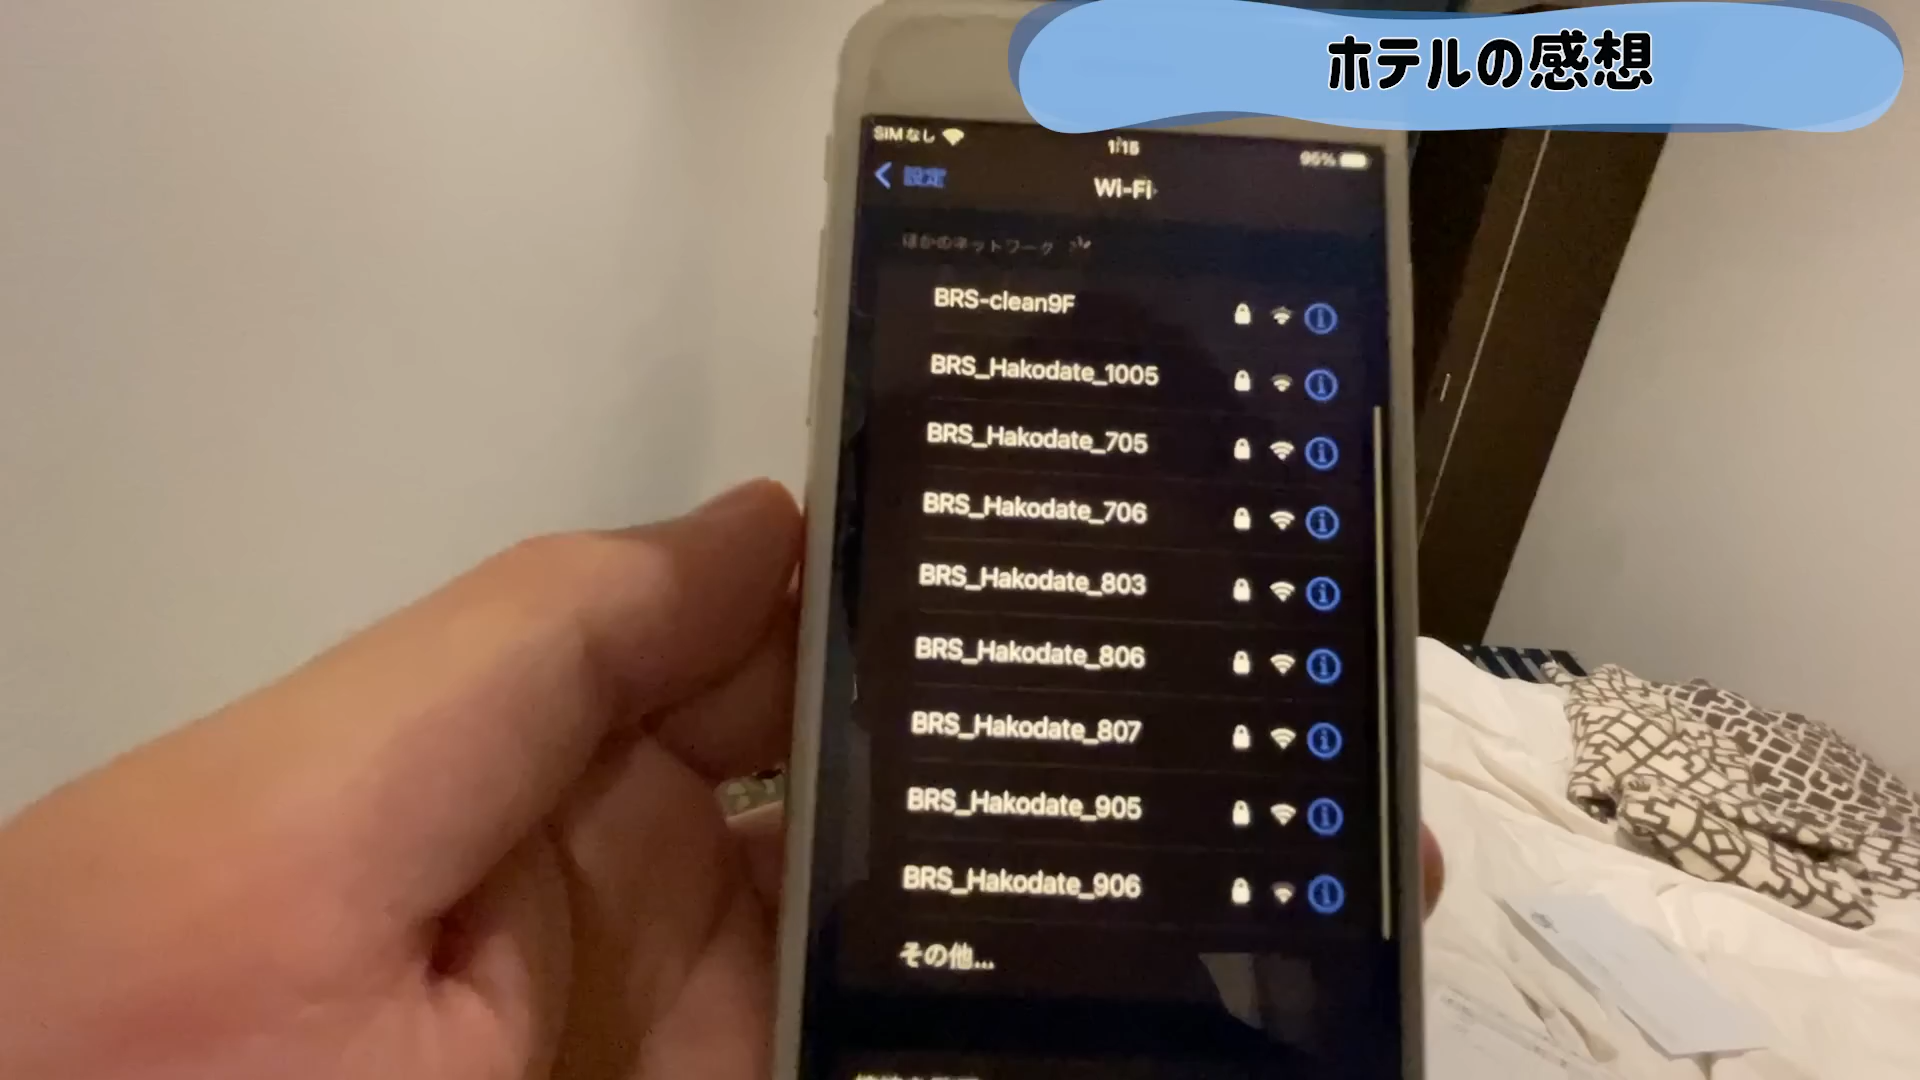 ホテルの感想
SIMなし
1:15
95%
設定
Wi-Fi
ほかのネットワーク
BRS-clean9F
BRS_Hakodate_1005
BRS_Hakodate_705
BRS_Hakodate_706
BRS_Hakodate_803
BRS_Hakodate_806
BRS_Hakodate_807
BRS_Hakodate_905
BRS_Hakodate_906
その他...